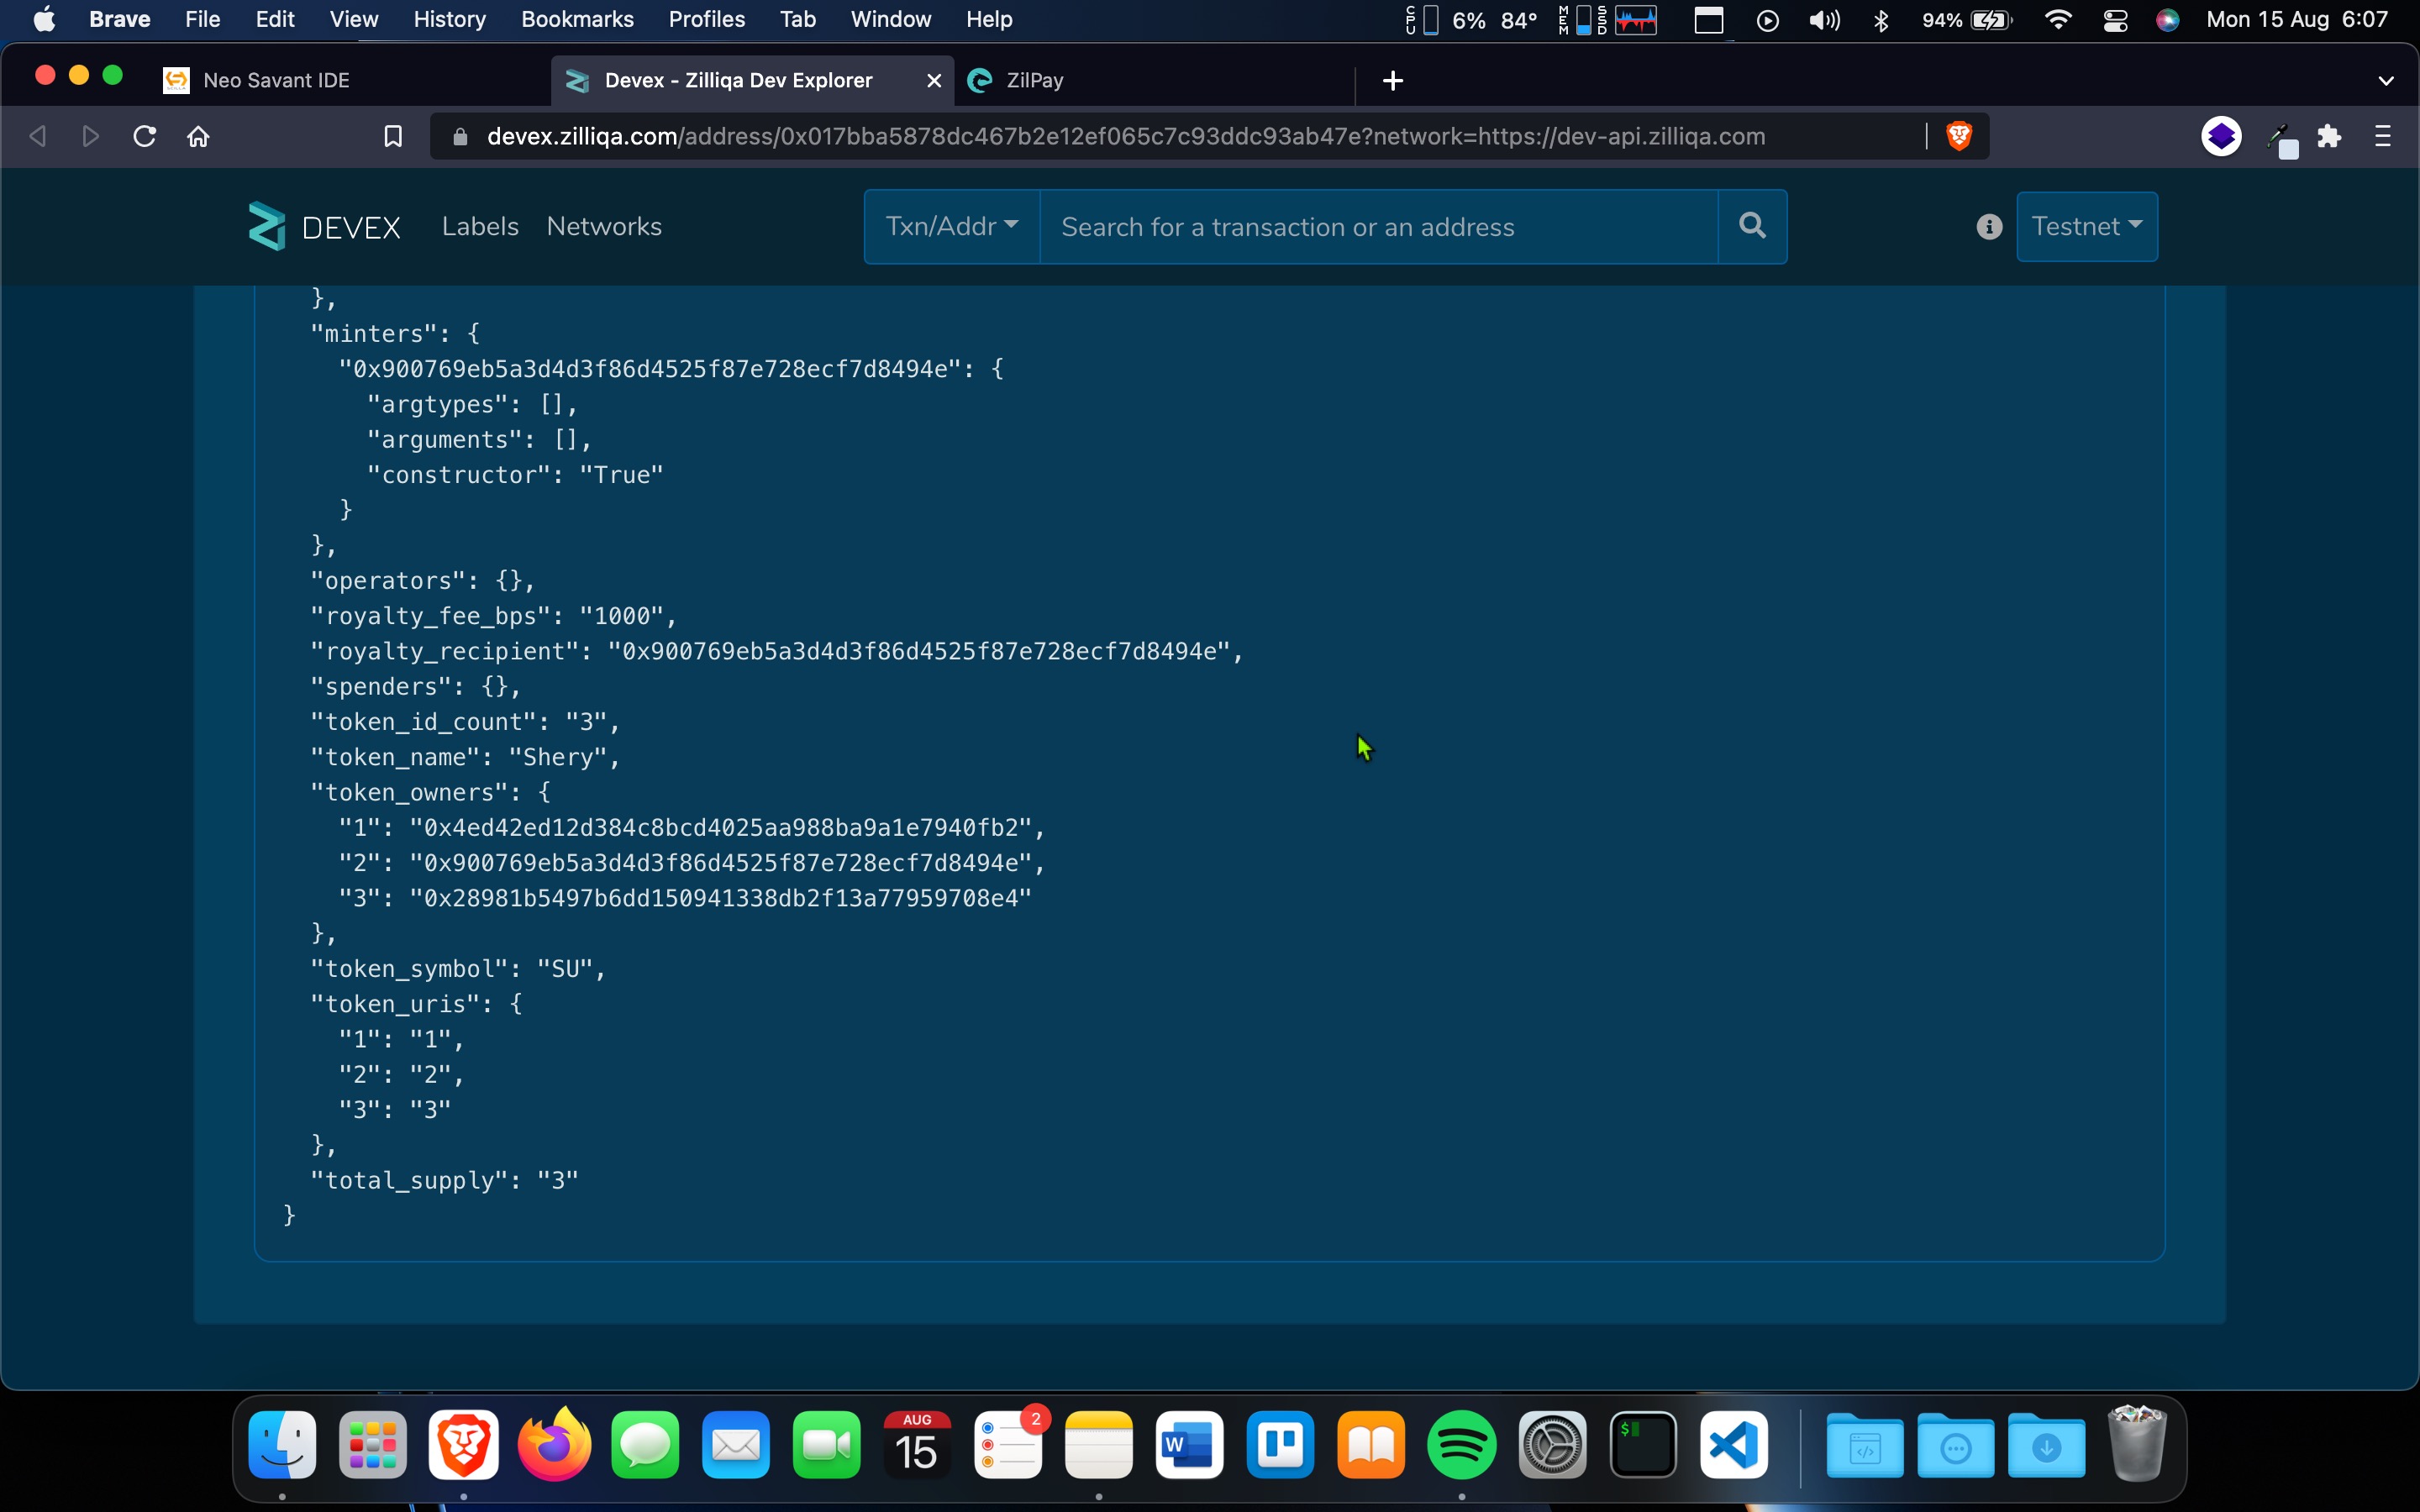 Brave File Edit View History Bookmarks Profiles Tab Window Help CPU 6% 84° MEM SSD 94% Mon 15 Aug 6:07
Neo Savant IDE Devex - Zilliqa Dev Explorer ZilPay
devex.zilliqa.com/address/0x017bba5878dc467b2e12ef065c7c93ddc93ab47e?network=https://dev-api.zilliqa.com
DEVEX Labels Networks Txn/Addr Search for a transaction or an address Testnet
},
"minters": {
"0x900769eb5a3d4d3f86d4525f87e728ecf7d8494e": {
"argtypes": [],
"arguments": [],
"constructor": "True"
}
},
"operators": {},
"royalty_fee_bps": "1000",
"royalty_recipient": "0x900769eb5a3d4d3f86d4525f87e728ecf7d8494e",
"spenders": {},
"token_id_count": "3",
"token_name": "Shery",
"token_owners": {
"1": "0x4ed42ed12d384c8bcd4025aa988ba9a1e7940fb2",
"2": "0x900769eb5a3d4d3f86d4525f87e728ecf7d8494e",
"3": "0x28981b5497b6dd150941338db2f13a77959708e4"
},
"token_symbol": "SU",
"token_uris": {
"1": "1",
"2": "2",
"3": "3"
},
"total_supply": "3"
}
AUG
15
2
W
$